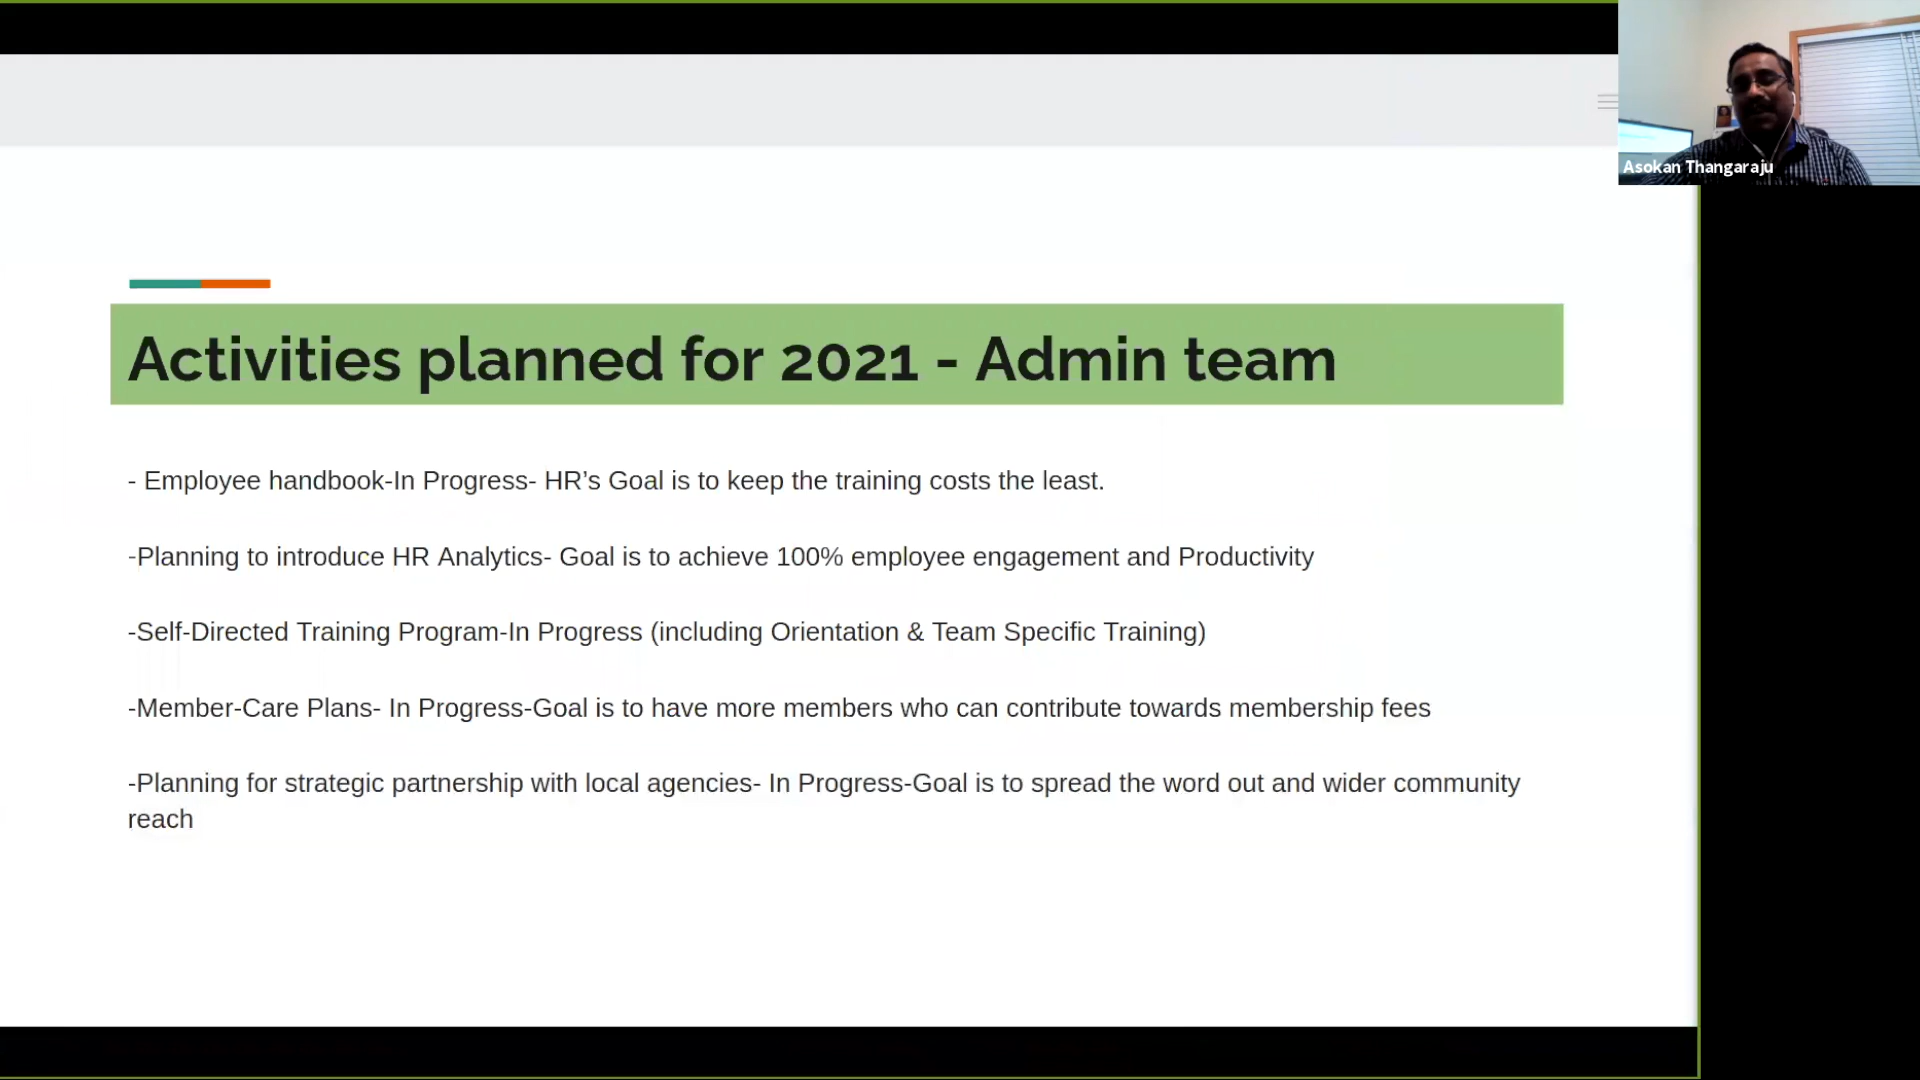 Asokan Thangaraju
Activities planned for 2021 - Admin team
- Employee handbook-In Progress- HR’s Goal is to keep the training costs the least.
-Planning to introduce HR Analytics- Goal is to achieve 100% employee engagement and Productivity
-Self-Directed Training Program-In Progress (including Orientation & Team Specific Training)
-Member-Care Plans- In Progress-Goal is to have more members who can contribute towards membership fees
-Planning for strategic partnership with local agencies- In Progress-Goal is to spread the word out and wider community
reach